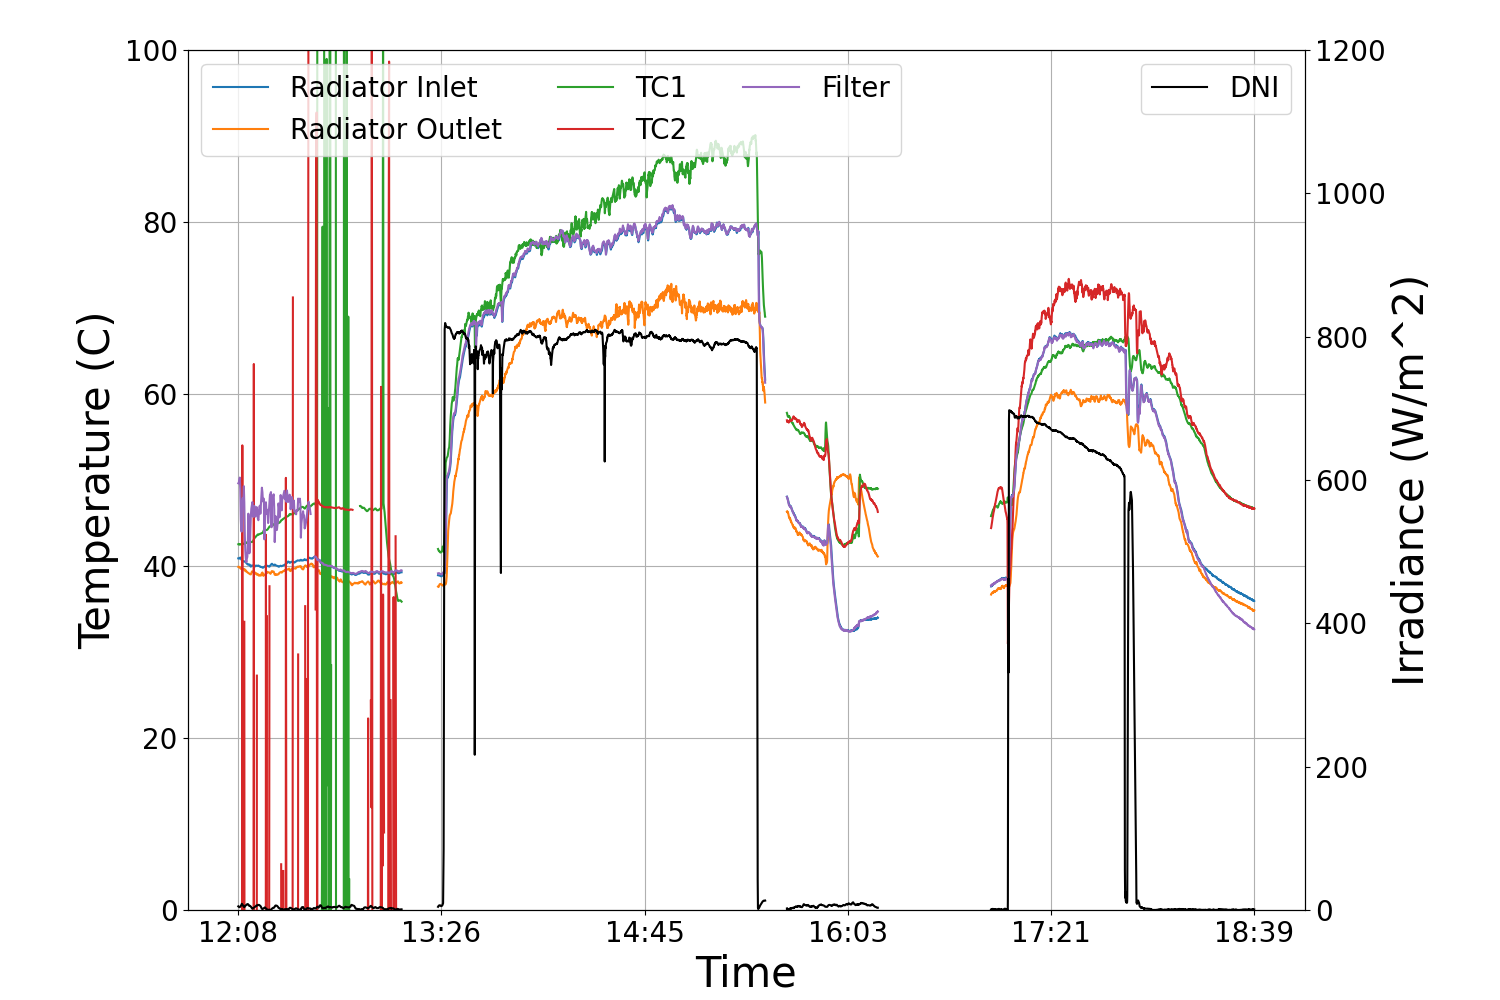 100
80
60
40
20
0
Temperature (C)
Radiator Inlet
Radiator Outlet
TC1
TC2
Filter
DNI
1200
1000
800
600
400
200
0
Irradiance (W/m^2)
12:08
13:26
14:45
16:03
17:21
18:39
Time